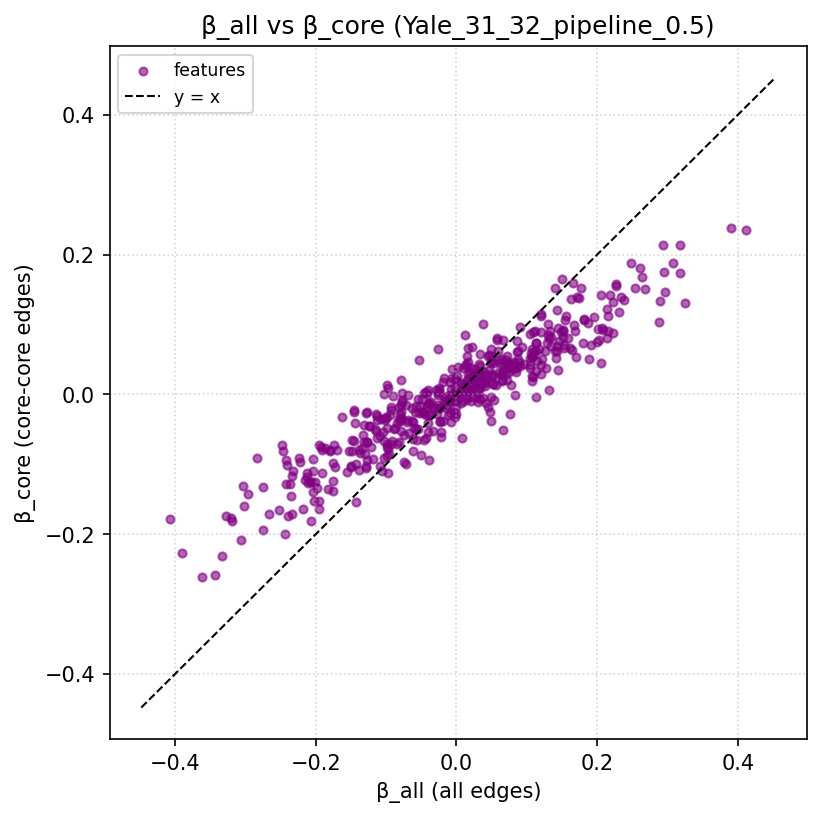 β_all vs β_core (Yale_31_32_pipeline_0.5)
features
y = x
β_core (core-core edges)
0.4
0.2
0.0
−0.2
−0.4
−0.4
−0.2
0.0
0.2
0.4
β_all (all edges)